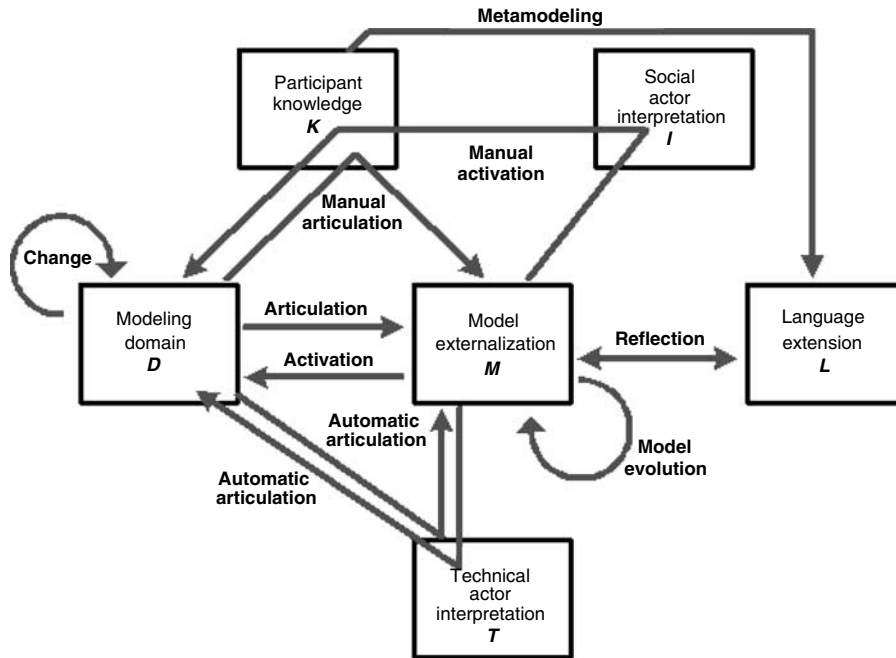 Metamodeling
Participant
knowledge
K
Social
actor
interpretation
I
Manual
activation
Manual
articulation
Change
Modeling
domain
D
Articulation
Activation
Model
externalization
M
Reflection
Language
extension
L
Automatic
articulation
Model
evolution
Automatic
articulation
Technical
actor
interpretation
T